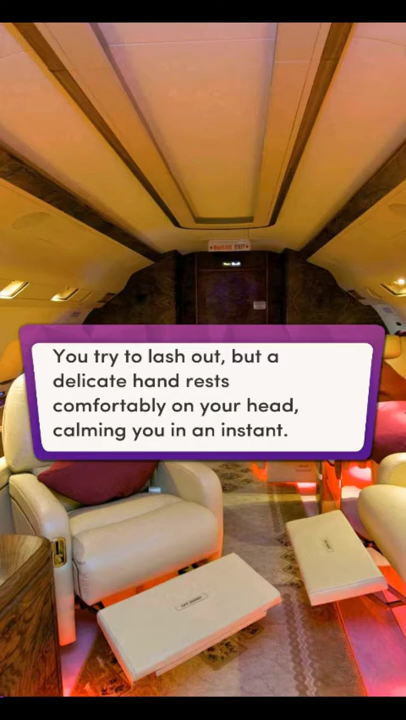 You try to lash out, but a
delicate hand rests
comfortably on your head,
calming you in an instant.